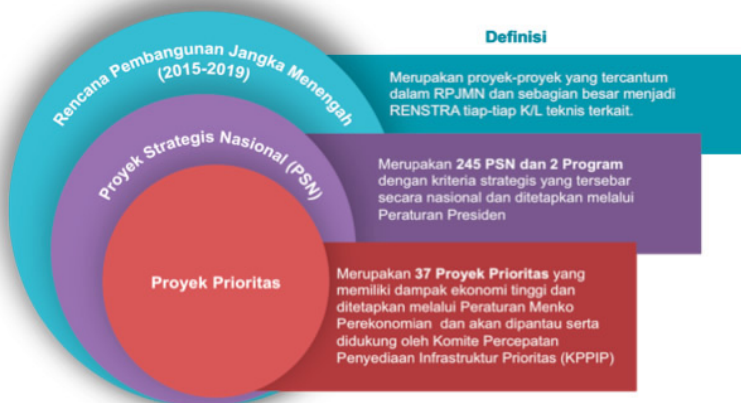 Definisi
Rencana Pembangunan Jangka Menengah
(2015-2019)
Merupakan proyek-proyek yang tercantum
dalam RPJMN dan sebagian besar menjadi
RENSTRA tiap-tiap K/L teknis terkait.
Proyek Strategis Nasional (PSN)
Merupakan 245 PSN dan 2 Program
dengan kriteria strategis yang tersebar
secara nasional dan ditetapkan melalui
Peraturan Presiden
Proyek Prioritas
Merupakan 37 Proyek Prioritas yang
memiliki dampak ekonomi tinggi dan
ditetapkan melalui Peraturan Menko
Perekonomian dan akan dipantau serta
didukung oleh Komite Percepatan
Penyediaan Infrastruktur Prioritas (KPPIP)